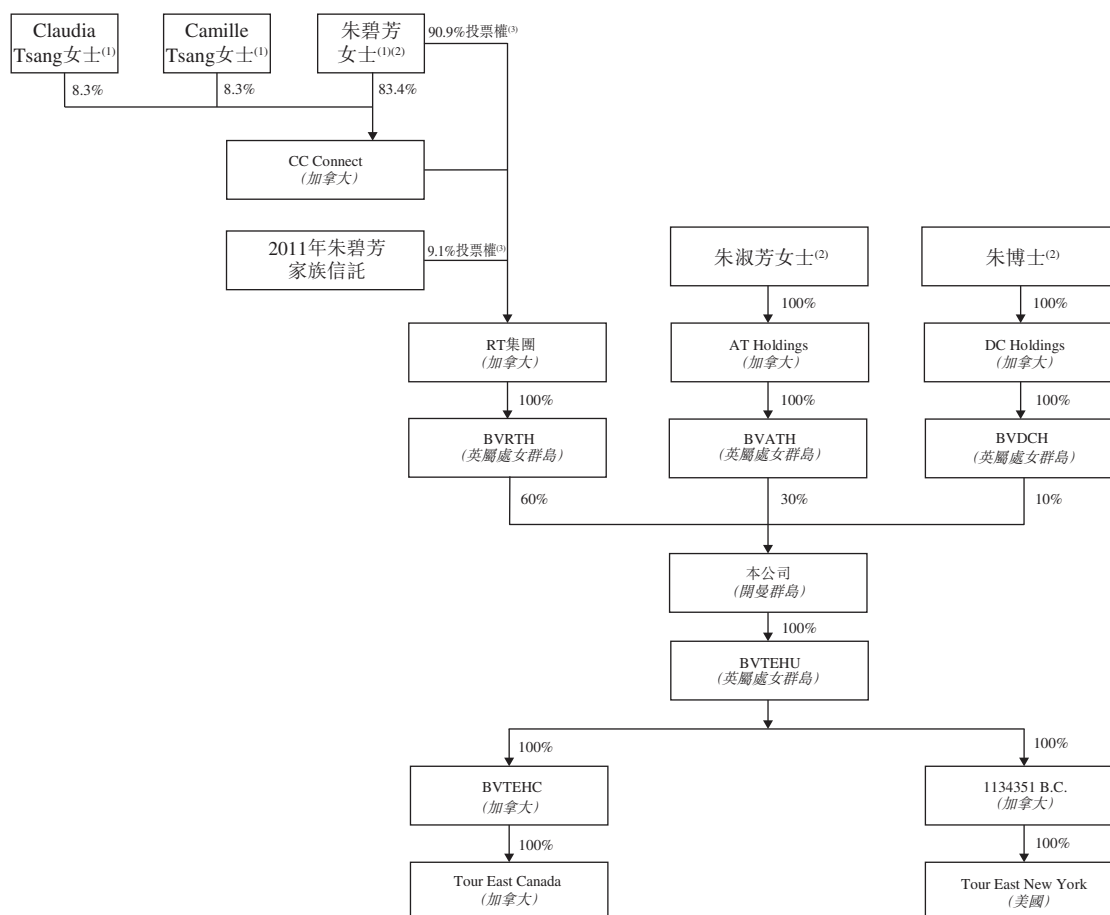 Claudia
Tsang女士(1)
Camille
Tsang女士(1)
朱碧芳
女士(1)(2)
90.9%投票權(3)
8.3%
8.3%
83.4%
CC Connect
(加拿大)
2011年朱碧芳
家族信託
9.1%投票權(3)
朱淑芳女士(2)
朱博士(2)
100%
100%
RT集團
(加拿大)
AT Holdings
(加拿大)
DC Holdings
(加拿大)
100%
100%
100%
BVRTH
(英屬處女群島)
BVATH
(英屬處女群島)
BVDCH
(英屬處女群島)
60%
30%
10%
本公司
(開曼群島)
100%
BVTEHU
(英屬處女群島)
100%
100%
BVTEHC
(加拿大)
1134351 B.C.
(加拿大)
100%
100%
Tour East Canada
(加拿大)
Tour East New York
(美國)